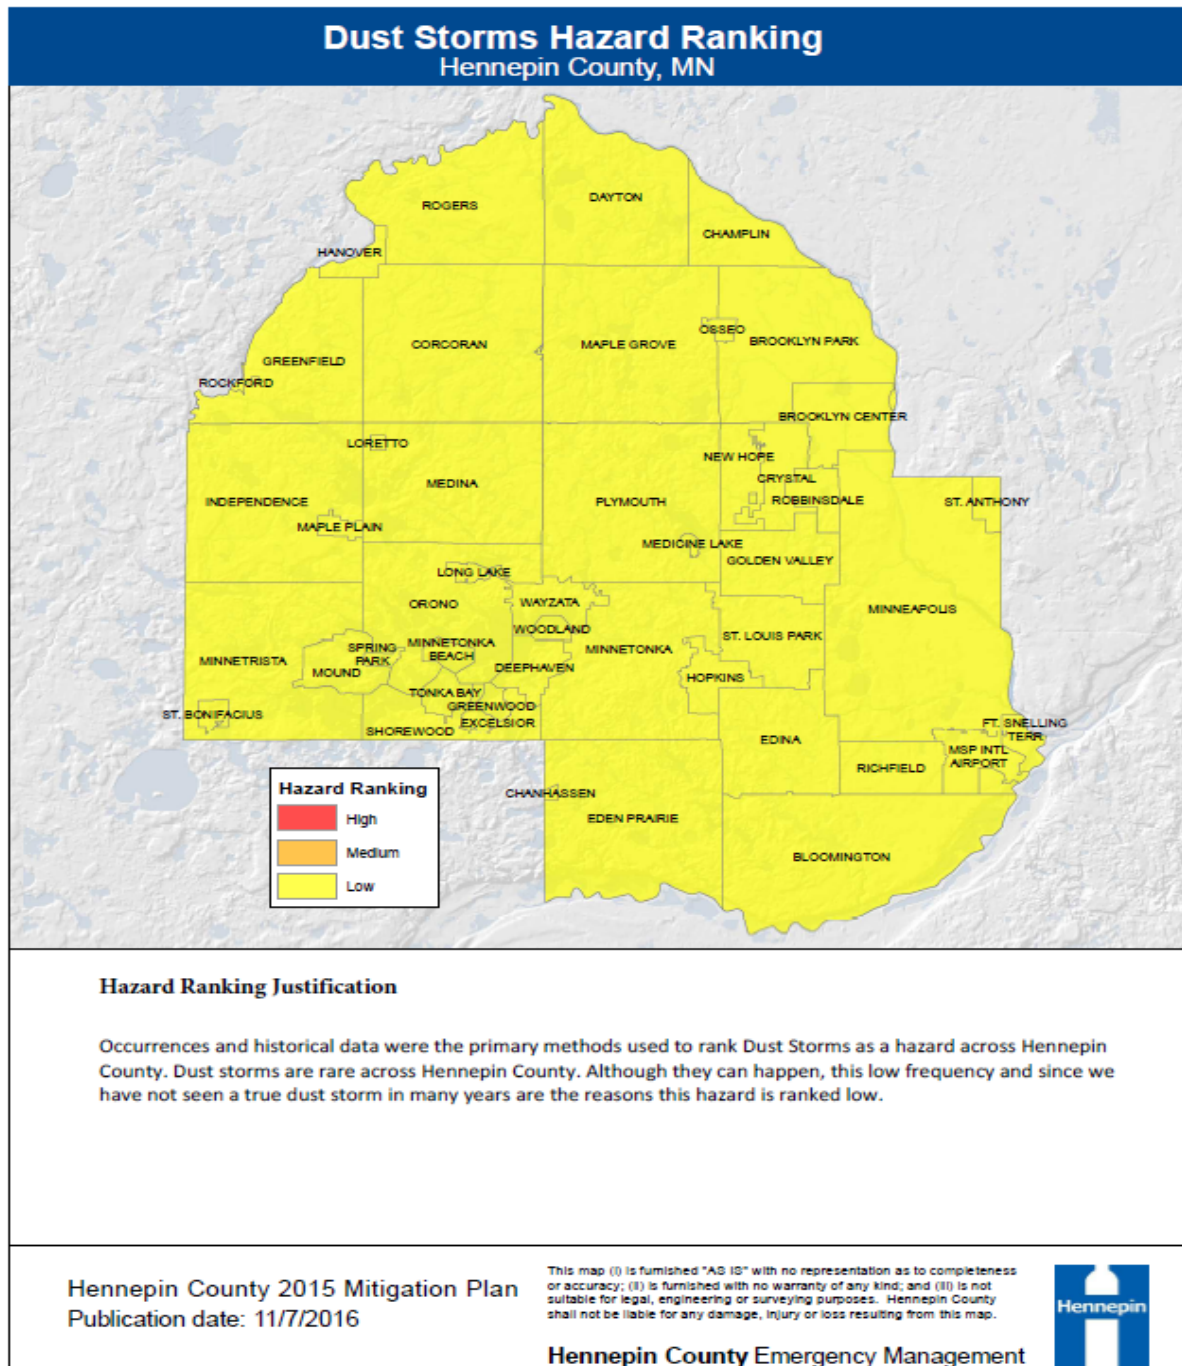 Dust Storms Hazard Ranking
Hennepin County, MN
ROGERS
DAYTON
CHAMPLIN
HANOVER
CORCORAN
MAPLE GROVE
OSSEO
BROOKLYN PARK
GREENFIELD
ROCKFORD
BROOKLYN CENTER
LORETTO
NEW HOPE
MEDINA
CRYSTAL
INDEPENDENCE
PLYMOUTH
ROBBINSDALE
ST. ANTHONY
MAPLE PLAIN
MEDICINE LAKE
GOLDEN VALLEY
LONG LAKE
ORONO
WAYZATA
MINNEAPOLIS
WOODLAND
ST. LOUIS PARK
MINNETONKA
BEACH
SPRING
PARK
MINNETONKA
MINNETRISTA
MOUND
DEEPHAVEN
HOPKINS
TONKA BAY
GREENWOOD
ST. BONIFACIUS
EXCELSIOR
SHOREWOOD
FT. SNELLING
TERR
EDINA
MSP INTL
AIRPORT
RICHFIELD
CHANHASSEN
EDEN PRAIRIE
BLOOMINGTON
Hazard Ranking
High
Medium
Low
Hazard Ranking Justification
Occurrences and historical data were the primary methods used to rank Dust Storms as a hazard across Hennepin
County. Dust storms are rare across Hennepin County. Although they can happen, this low frequency and since we
have not seen a true dust storm in many years are the reasons this hazard is ranked low.
Hennepin County 2015 Mitigation Plan
Publication date: 11/7/2016
This map (i) is furnished "AS IS" with no representation as to completeness
or accuracy; (ii) is furnished with no warranty of any kind; and (iii) is not
suitable for legal, engineering or surveying purposes. Hennepin County
shall not be liable for any damage, injury or loss resulting from this map.
Hennepin County Emergency Management
Hennepin